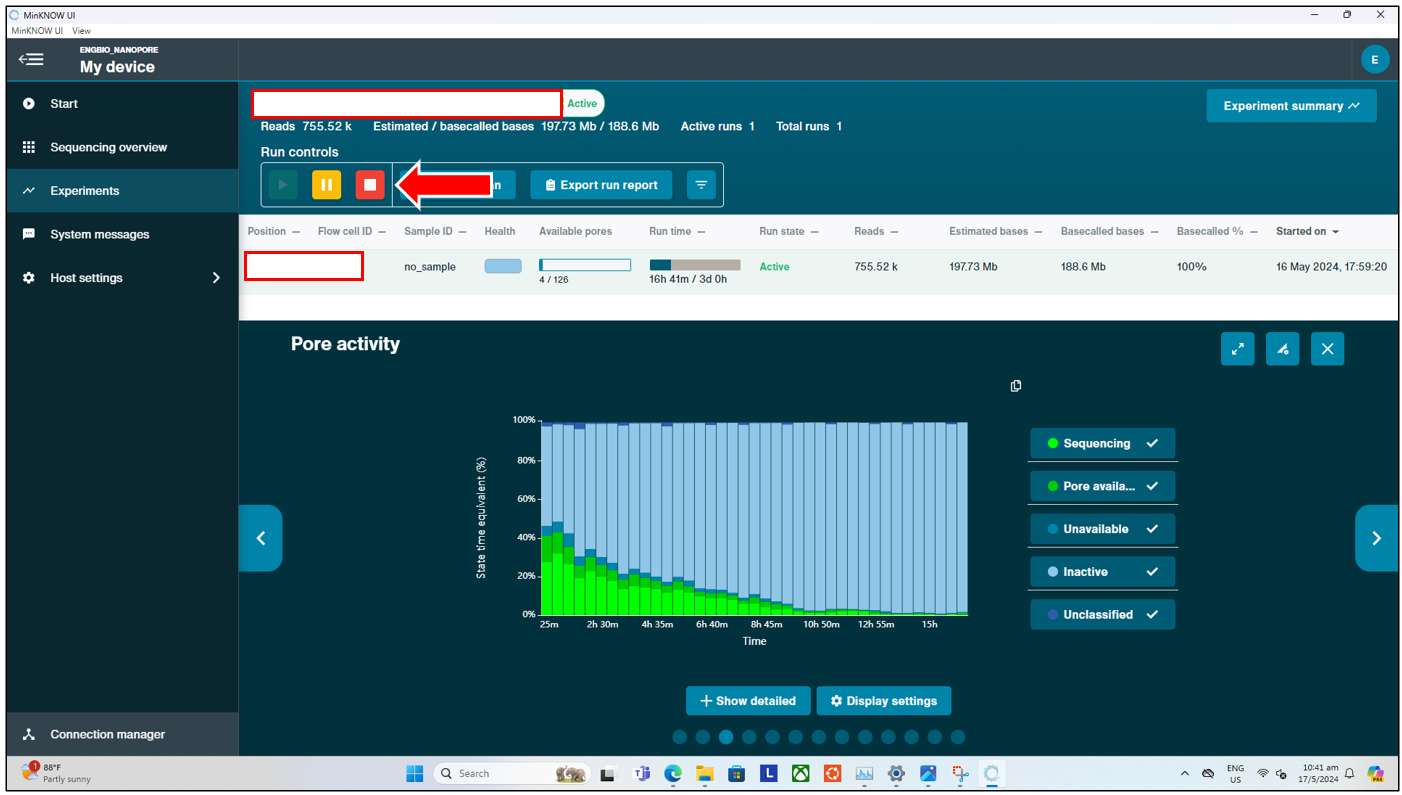 MinKNOW UI
MinKNOW UI View
ENGBIO_NANOPORE
My device
E
Start
Sequencing overview
Experiments
System messages
Host settings
Connection manager
Active
Experiment summary
Reads 755.52 k Estimated / basecalled bases 197.73 Mb / 188.6 Mb Active runs 1 Total runs 1
Run controls
Export run report
Position Flow cell ID Sample ID Health Available pores Run time Run state Reads Estimated bases Basecalled bases Basecalled % Started on
no_sample 4 / 126 16h 41m / 3d 0h Active 755.52 k 197.73 Mb 188.6 Mb 100% 16 May 2024, 17:59:20
Pore activity
State time equivalent (%)
100%
80%
60%
40%
20%
0%
25m 2h 30m 4h 35m 6h 40m 8h 45m 10h 50m 12h 55m 15h
Time
Sequencing
Pore availa...
Unavailable
Inactive
Unclassified
Show detailed
Display settings
1
88°F
Partly sunny
Search
ENG
US
10:41 am
17/5/2024
PRE